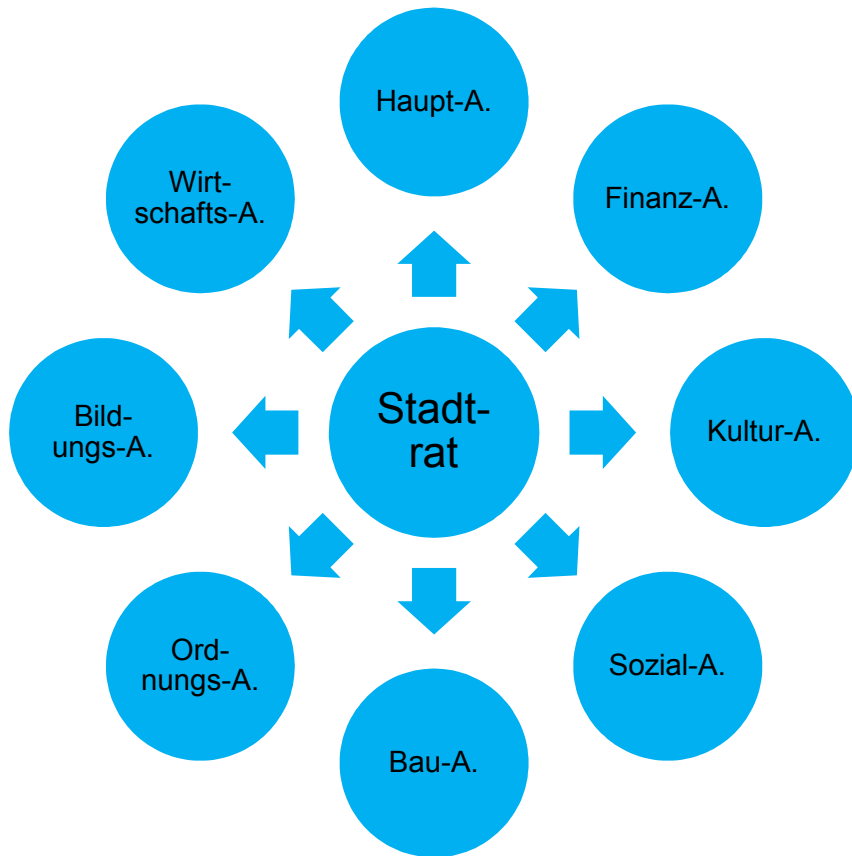 Haupt-A.
Wirt-
schafts-A.
Finanz-A.
Bild-
ungs-A.
Stadt-
rat
Kultur-A.
Ord-
nungs-A.
Sozial-A.
Bau-A.